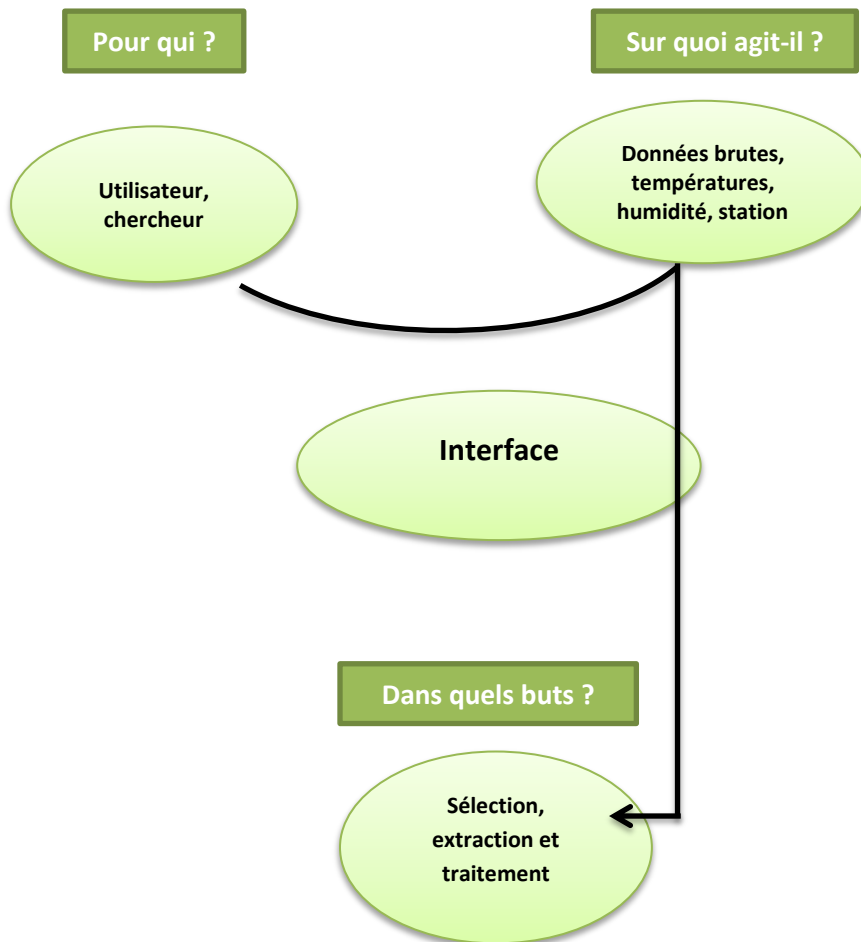 Pour qui ?
Sur quoi agit-il ?
Utilisateur,
chercheur
Données brutes,
températures,
humidité, station
Interface
Dans quels buts ?
Sélection,
extraction et
traitement